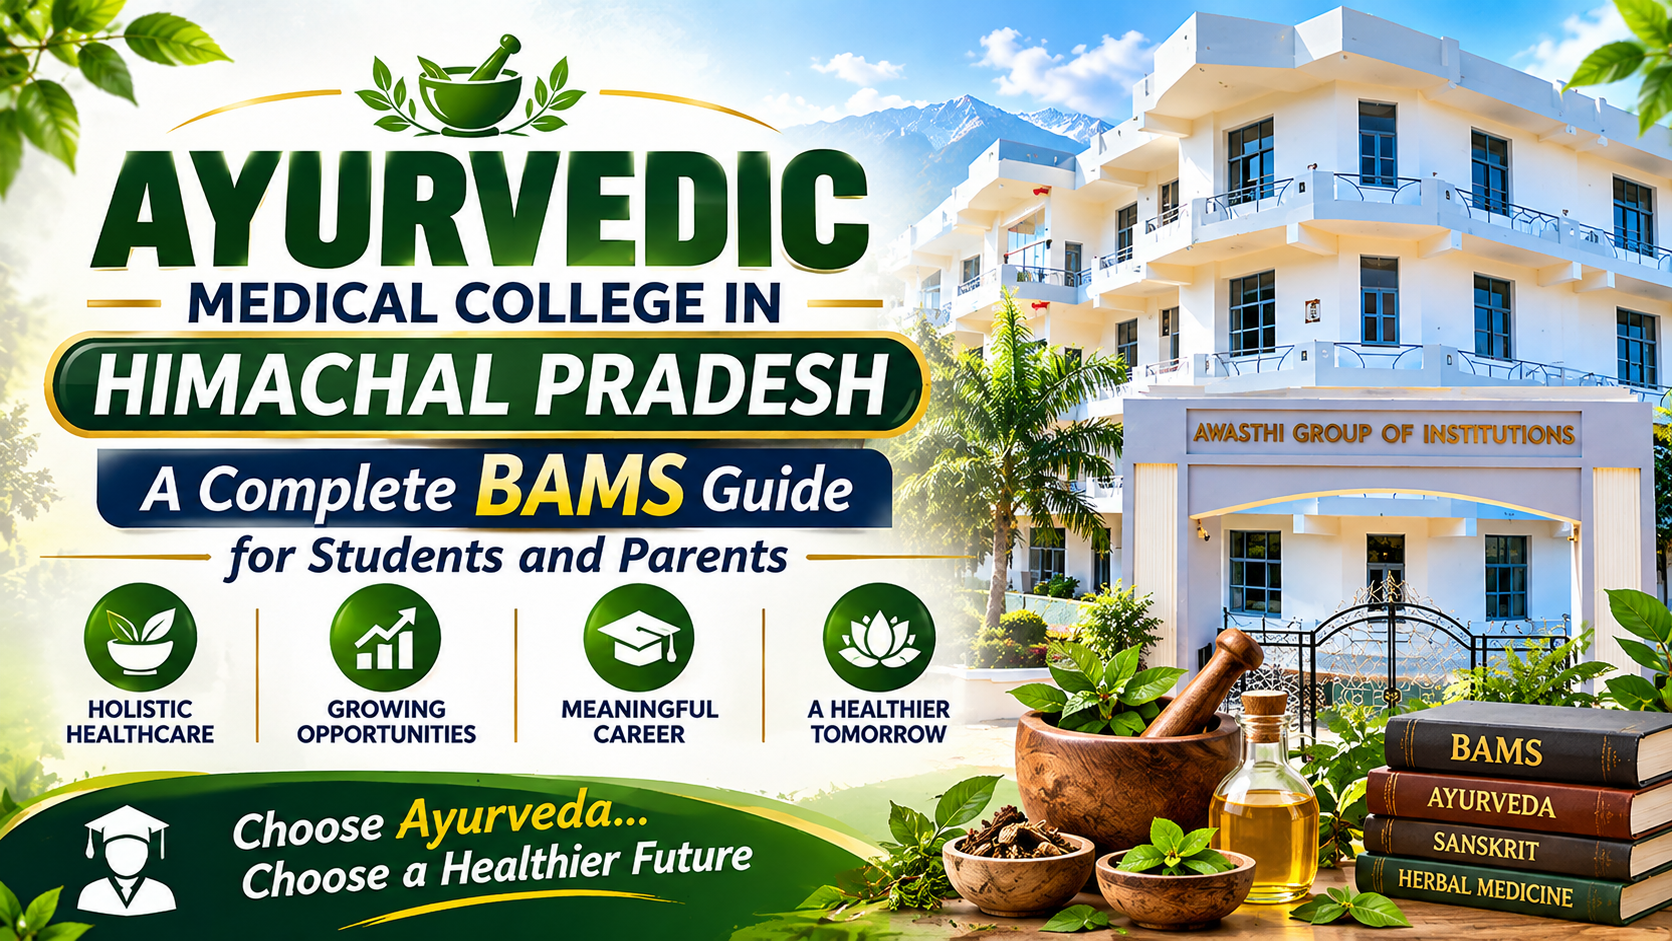 AYURVEDIC
MEDICAL COLLEGE IN
HIMACHAL PRADESH
A Complete BAMS Guide
for Students and Parents
HOLISTIC
HEALTHCARE
GROWING
OPPORTUNITIES
MEANINGFUL
CAREER
A HEALTHIER
TOMORROW
Choose Ayurveda...
Choose a Healthier Future
AWASTHI GROUP OF INSTITUTIONS
BAMS
AYURVEDA
SANSKRIT
HERBAL MEDICINE